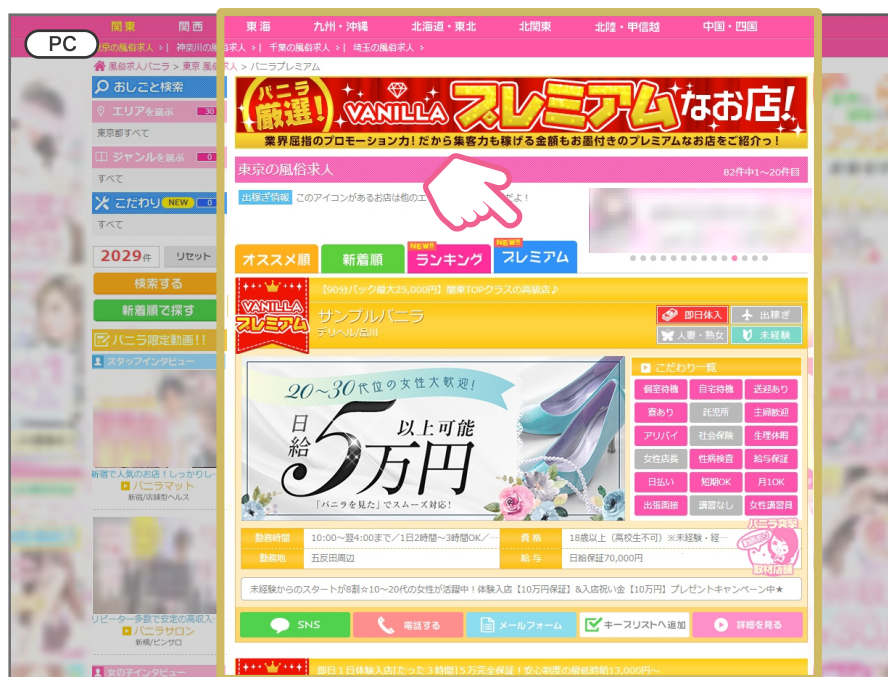 PC
関東 関西 東海 九州・沖縄 北海道・東北 北関東 北陸・甲信越 中国・四国
東京の風俗求人 >| 神奈川の風俗求人 >| 千葉の風俗求人 >| 埼玉の風俗求人 >
風俗求人バニラ > 東京 風俗求人 > バニラプレミアム
おしごと検索
エリアを選ぶ 30
東京都すべて
ジャンルを選ぶ 0
すべて
こだわり NEW 0
すべて
2029件 リセット
検索する
新着順で探す
バニラ限定動画!!
スタッフインタビュー
新宿で人気のお店！しっかりし
バニラマット
新宿/店舗型ヘルス
リピーター多数で安定の高収入
バニラサロン
新橋/ピンサロ
女の子インタビュー
バニラ厳選! VANILLAプレミアムなお店!
業界屈指のプロモーション力！だから集客力も稼げる金額もお墨付きのプレミアムなお店をご紹介っ！
東京の風俗求人 82件中1〜20件目
出稼ぎ情報 このアイコンがあるお店は他のエ だよ！
オススメ順 新着順 NEW!! ランキング NEW!! プレミアム
VANILLA プレミアム
【90分バック最大25,000円】関東TOPクラスの高級店♪
サンプルバニラ
デリヘル/品川
即日体入 出稼ぎ
人妻・熟女 未経験
20〜30代位の女性大歓迎!
日給5万円以上可能
「バニラを見た」でスムーズ対応！
こだわり一覧
個室待機 自宅待機 送迎あり
寮あり 託児所 主婦歓迎
アリバイ 社会保険 生理休暇
女性店長 性病検査 給与保証
日払い 短期OK 月1OK
出張面接 講習なし 女性講習員
勤務時間 10:00〜翌4:00まで／1日2時間〜3時間OK／… 資格 18歳以上（高校生不可）※未経験・経…
勤務地 五反田周辺 給与 日給保証70,000円
バニラ突撃
取材店舗
未経験からのスタートが8割☆10〜20代の女性が活躍中！体験入店【10万円保証】&入店祝い金【10万円】プレゼントキャンペーン中★
SNS 電話する メールフォーム キープリストへ追加 詳細を見る
即日１日体験入店[たった３時間]５万完全保証！安心制度の最低時給13,000円〜